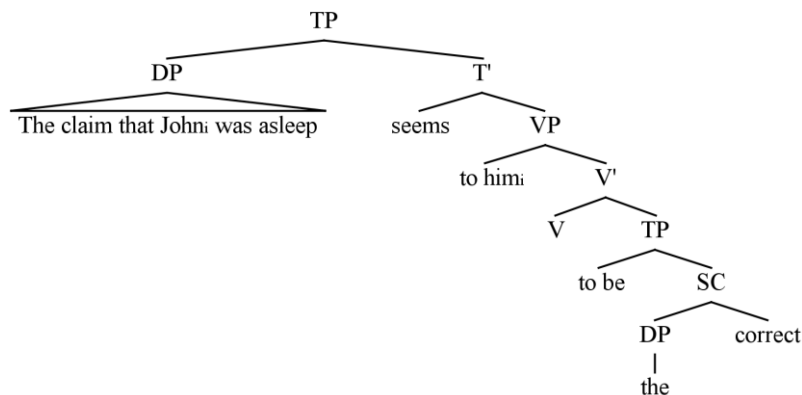 TP
DP T'
The claim that Johnᵢ was asleep seems VP
to himᵢ V'
V TP
to be SC
DP correct
the